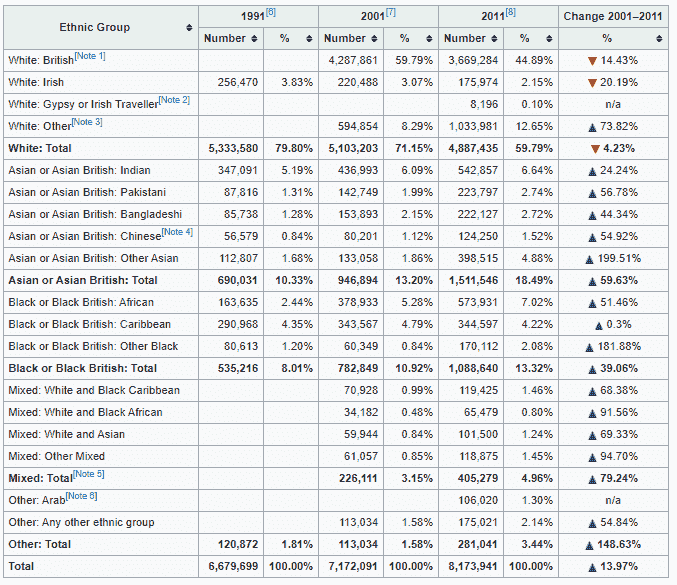 Ethnic Group 1991[6] 2001[7] 2011[8] Change 2001–2011
Number % Number % Number % %
White: British[Note 1] 4,287,861 59.79% 3,669,284 44.89% ▼ 14.43%
White: Irish 256,470 3.83% 220,488 3.07% 175,974 2.15% ▼ 20.19%
White: Gypsy or Irish Traveller[Note 2] 8,196 0.10% n/a
White: Other[Note 3] 594,854 8.29% 1,033,981 12.65% ▲ 73.82%
White: Total 5,333,580 79.80% 5,103,203 71.15% 4,887,435 59.79% ▼ 4.23%
Asian or Asian British: Indian 347,091 5.19% 436,993 6.09% 542,857 6.64% ▲ 24.24%
Asian or Asian British: Pakistani 87,816 1.31% 142,749 1.99% 223,797 2.74% ▲ 56.78%
Asian or Asian British: Bangladeshi 85,738 1.28% 153,893 2.15% 222,127 2.72% ▲ 44.34%
Asian or Asian British: Chinese[Note 4] 56,579 0.84% 80,201 1.12% 124,250 1.52% ▲ 54.92%
Asian or Asian British: Other Asian 112,807 1.68% 133,058 1.86% 398,515 4.88% ▲ 199.51%
Asian or Asian British: Total 690,031 10.33% 946,894 13.20% 1,511,546 18.49% ▲ 59.63%
Black or Black British: African 163,635 2.44% 378,933 5.28% 573,931 7.02% ▲ 51.46%
Black or Black British: Caribbean 290,968 4.35% 343,567 4.79% 344,597 4.22% ▲ 0.3%
Black or Black British: Other Black 80,613 1.20% 60,349 0.84% 170,112 2.08% ▲ 181.88%
Black or Black British: Total 535,216 8.01% 782,849 10.92% 1,088,640 13.32% ▲ 39.06%
Mixed: White and Black Caribbean 70,928 0.99% 119,425 1.46% ▲ 68.38%
Mixed: White and Black African 34,182 0.48% 65,479 0.80% ▲ 91.56%
Mixed: White and Asian 59,944 0.84% 101,500 1.24% ▲ 69.33%
Mixed: Other Mixed 61,057 0.85% 118,875 1.45% ▲ 94.70%
Mixed: Total[Note 5] 226,111 3.15% 405,279 4.96% ▲ 79.24%
Other: Arab[Note 6] 106,020 1.30% n/a
Other: Any other ethnic group 113,034 1.58% 175,021 2.14% ▲ 54.84%
Other: Total 120,872 1.81% 113,034 1.58% 281,041 3.44% ▲ 148.63%
Total 6,679,699 100.00% 7,172,091 100.00% 8,173,941 100.00% ▲ 13.97%